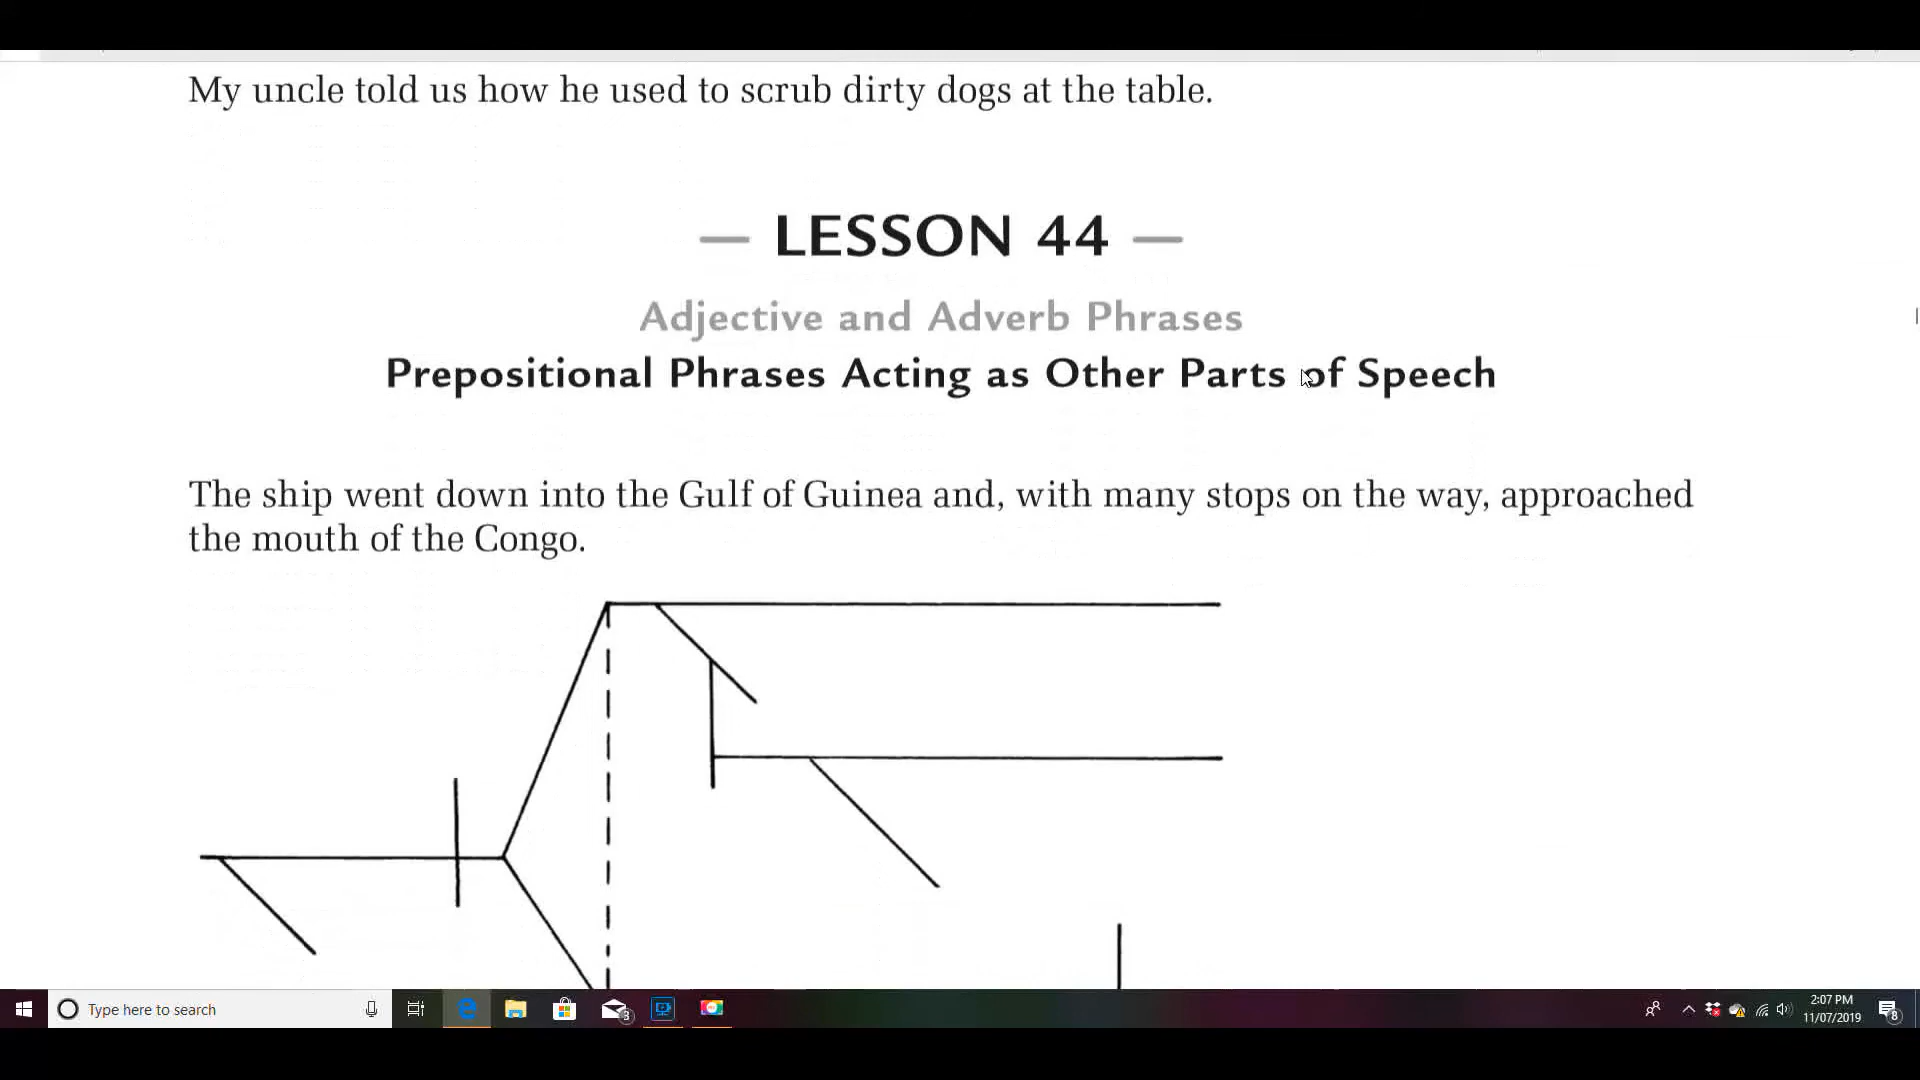 My uncle told us how he used to scrub dirty dogs at the table.
— LESSON 44 —
Adjective and Adverb Phrases
Prepositional Phrases Acting as Other Parts of Speech
The ship went down into the Gulf of Guinea and, with many stops on the way, approached
the mouth of the Congo.
Type here to search
3
2:07 PM
11/07/2019
8